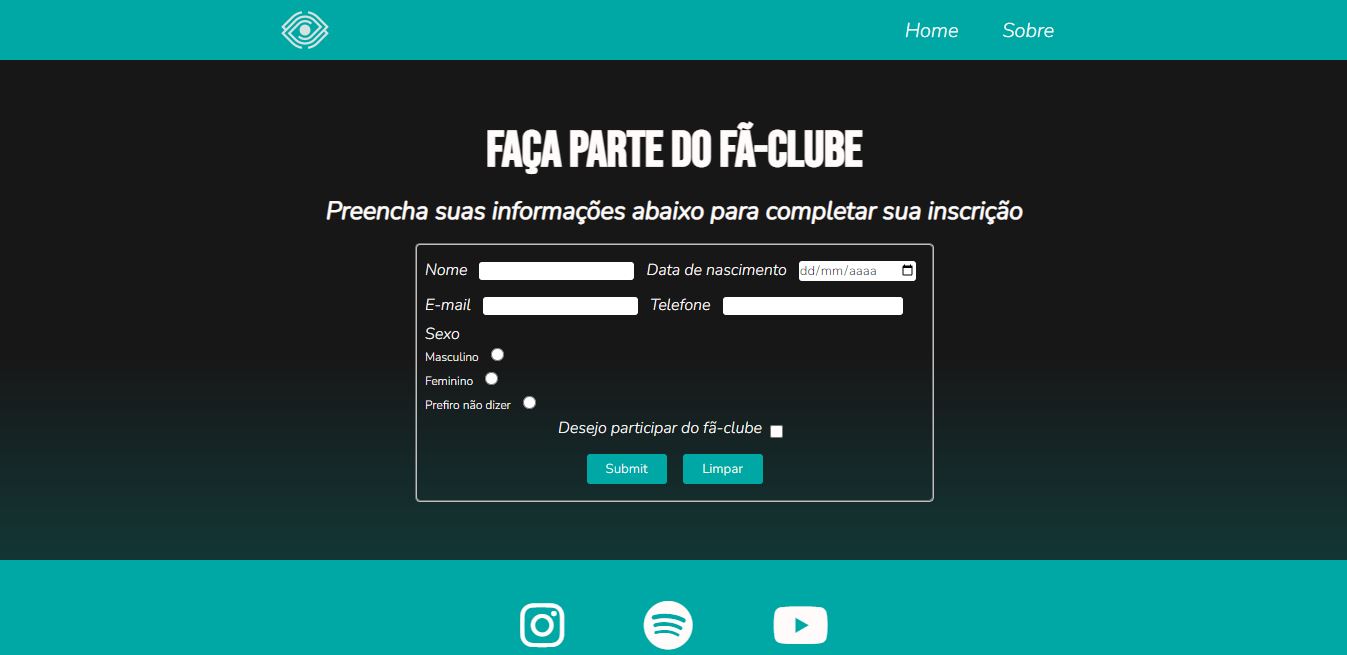 Home Sobre
FAÇA PARTE DO FÃ-CLUBE
Preencha suas informações abaixo para completar sua inscrição
Nome Data de nascimento dd/mm/aaaa
E-mail Telefone
Sexo
Masculino
Feminino
Prefiro não dizer
Desejo participar do fã-clube
Submit Limpar